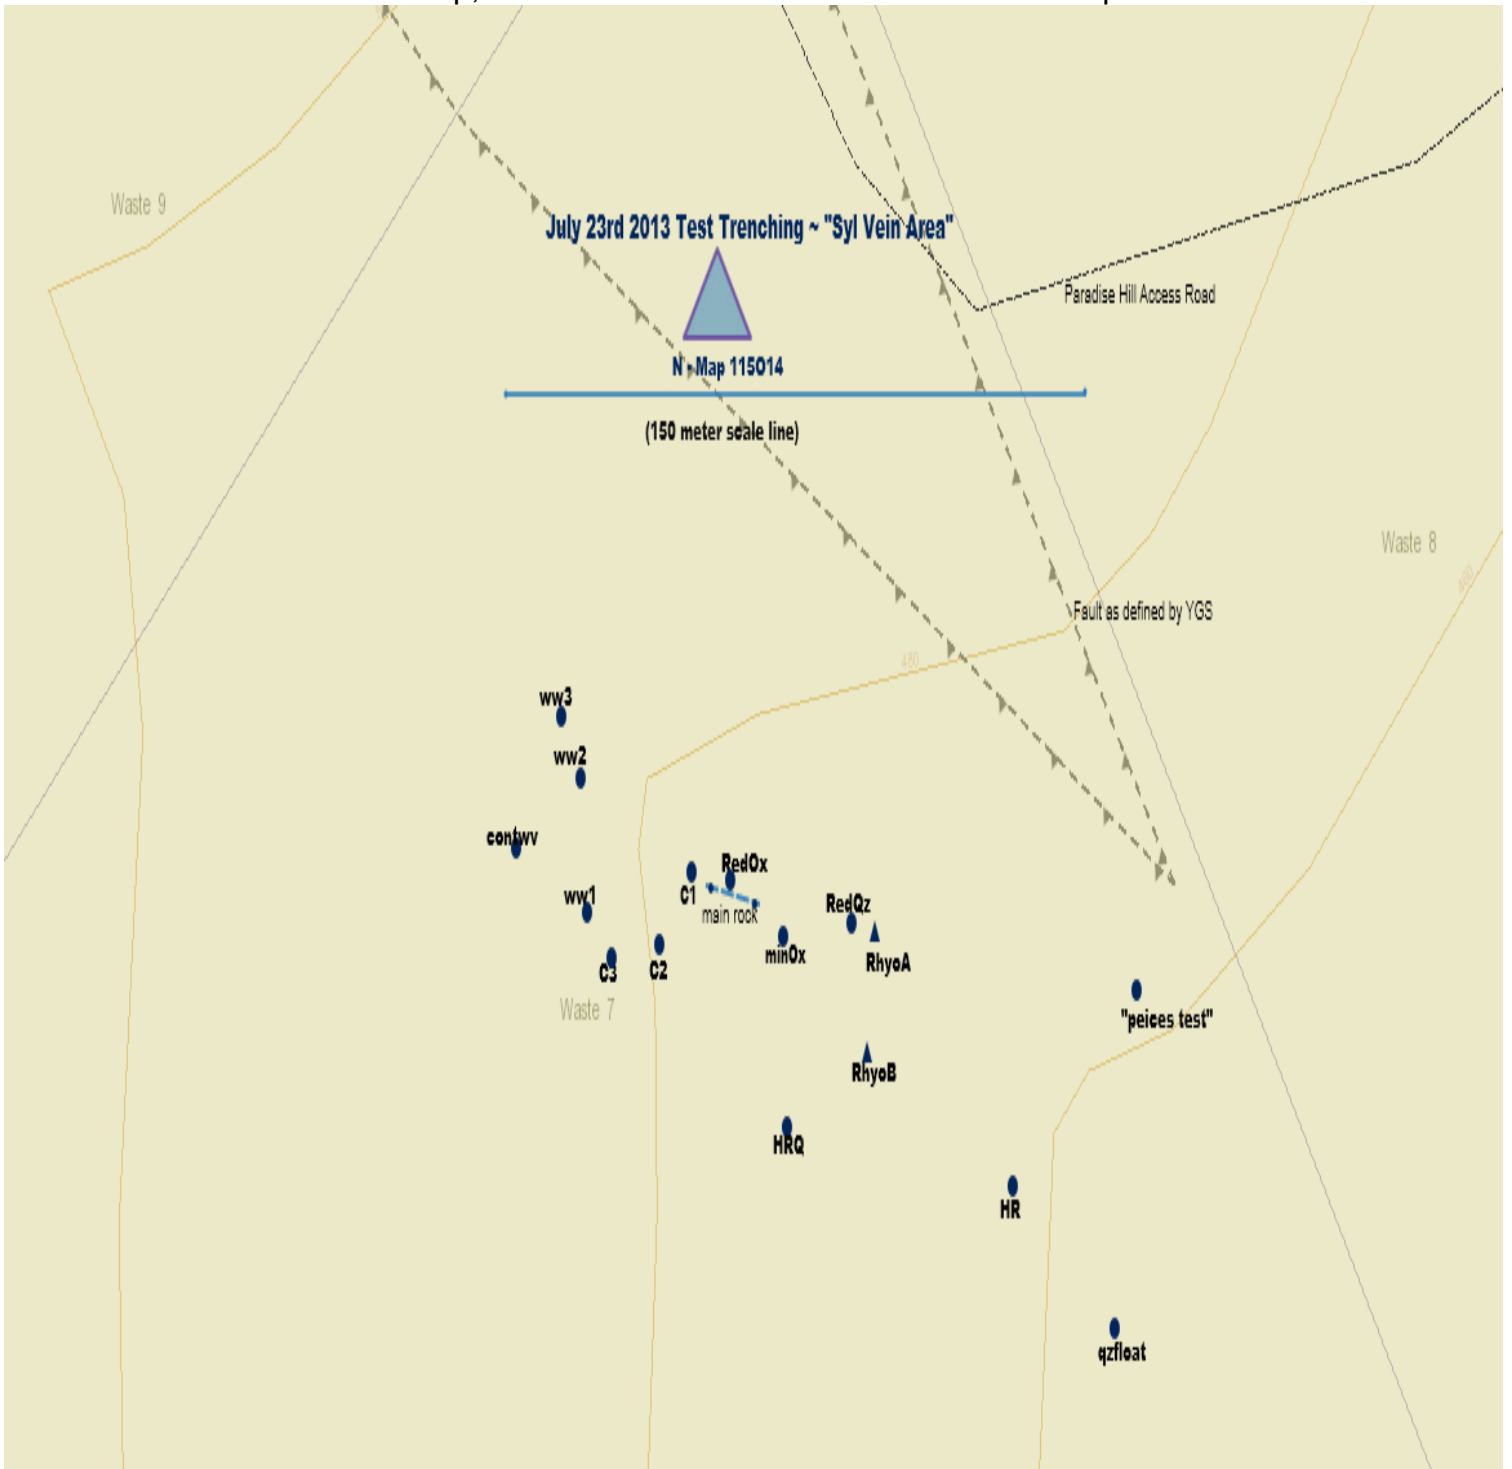 Waste 9
July 23rd 2013 Test Trenching ~ "Syl Vein Area"
Paradise Hill Access Road
N - Map 115O14
(150 meter scale line)
Waste 8
480
Fault as defined by YGS
480
ww3
ww2
contwv
RedOx
C1
ww1
main rock
RedQz
minOx
RhyoA
C3
C2
Waste 7
"peices test"
RhyoB
HRQ
HR
qzfloat